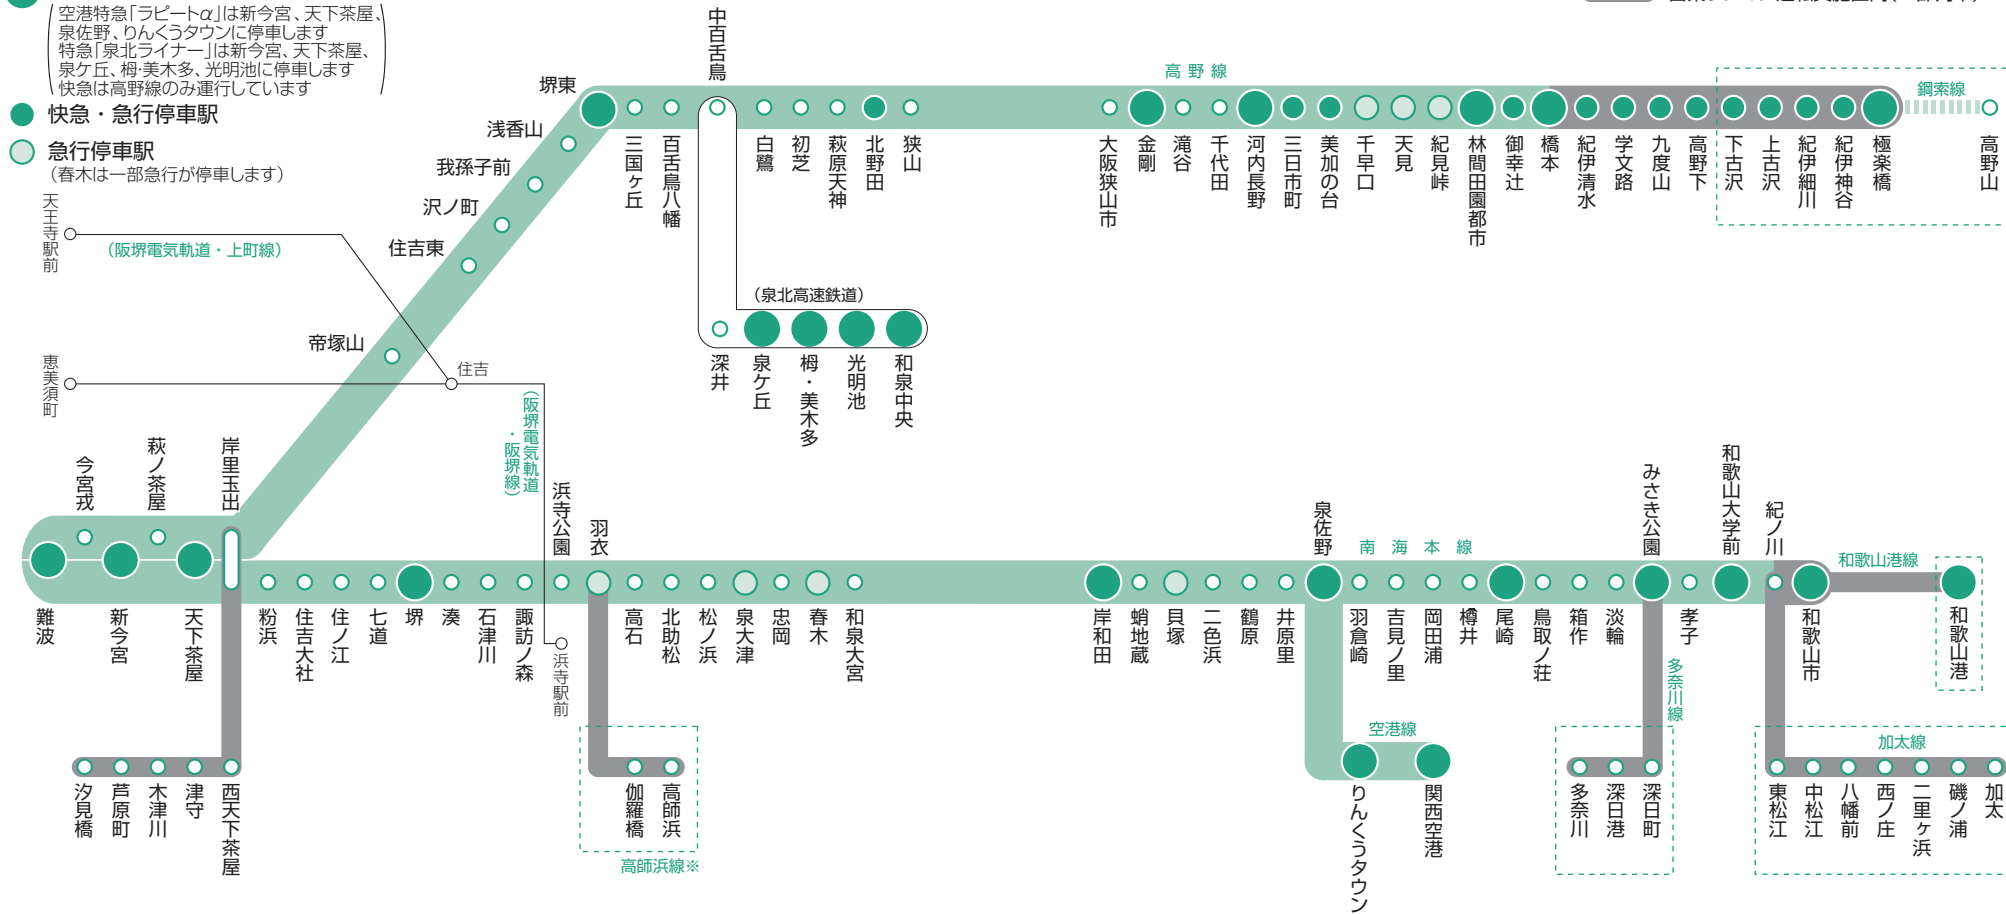 空港特急「ラピートα」は新今宮、天下茶屋、
泉佐野、りんくうタウンに停車します
特急「泉北ライナー」は新今宮、天下茶屋、
泉ケ丘、栂・美木多、光明池に停車します
快急は高野線のみ運行しています
快急・急行停車駅
急行停車駅
(春木は一部急行が停車します)
高野線
鋼索線
堺東
浅香山
我孫子前
沢ノ町
住吉東
帝塚山
三国ヶ丘
百舌鳥八幡
中百舌鳥
白鷺
初芝
萩原天神
北野田
狭山
大阪狭山市
金剛
滝谷
千代田
河内長野
三日市町
美加の台
千早口
天見
紀見峠
林間田園都市
御幸辻
橋本
紀伊清水
学文路
九度山
高野下
下古沢
上古沢
紀伊細川
紀伊神谷
極楽橋
高野山
天王寺駅前
(阪堺電気軌道・上町線)
恵美須町
住吉
(阪堺電気軌道
・阪堺線)
浜寺駅前
(泉北高速鉄道)
深井
泉ケ丘
栂・美木多
光明池
和泉中央
今宮戎
萩ノ茶屋
岸里玉出
難波
新今宮
天下茶屋
粉浜
住吉大社
住ノ江
七道
堺
湊
石津川
諏訪ノ森
浜寺公園
羽衣
高石
北助松
松ノ浜
泉大津
忠岡
春木
和泉大宮
岸和田
蛸地蔵
貝塚
二色浜
鶴原
井原里
泉佐野
南海本線
羽倉崎
吉見ノ里
岡田浦
樽井
尾崎
鳥取ノ荘
箱作
淡輪
みさき公園
孝子
和歌山大学前
紀ノ川
和歌山市
和歌山港線
和歌山港
汐見橋
芦原町
木津川
津守
西天下茶屋
伽羅橋
高師浜
高師浜線※
空港線
りんくうタウン
関西空港
多奈川線
多奈川
深日港
深日町
加太線
東松江
中松江
八幡前
西ノ庄
二里ヶ浜
磯ノ浦
加太